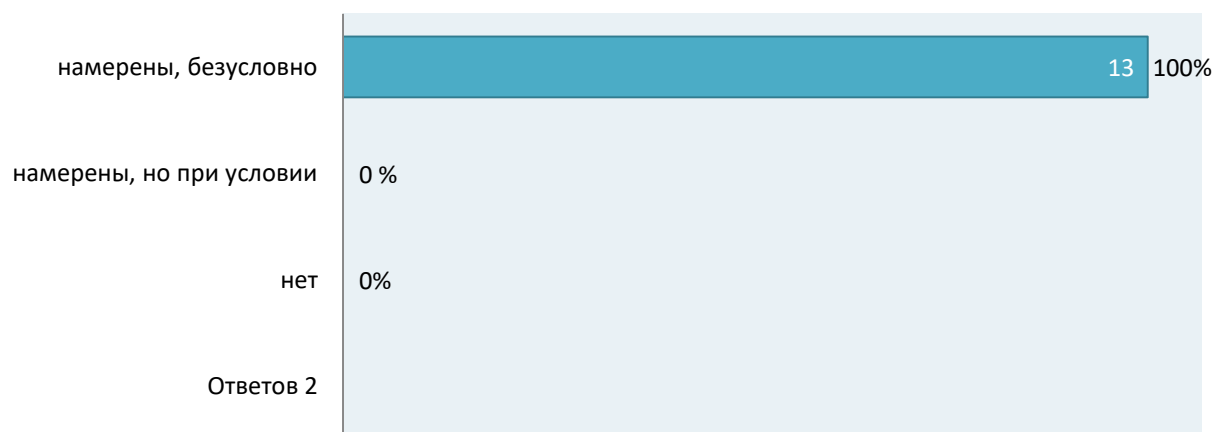 намерены, безусловно 13 100%
намерены, но при условии 0 %
нет 0%
Ответов 2